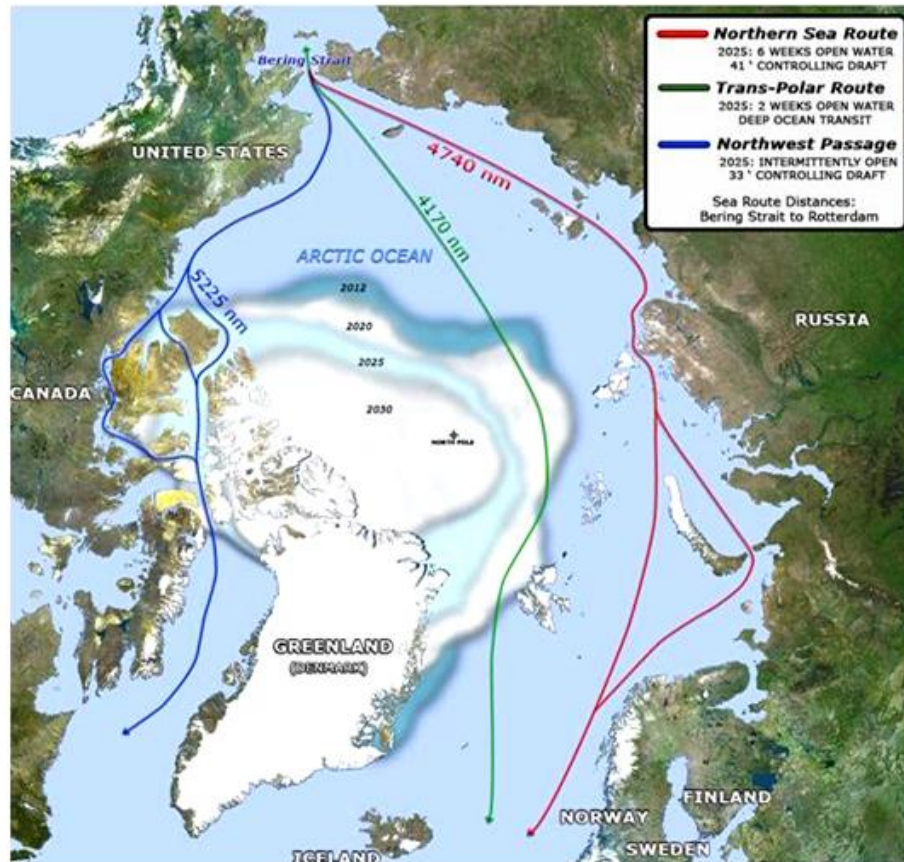 Northern Sea Route
2025: 6 WEEKS OPEN WATER
41' CONTROLLING DRAFT
Trans-Polar Route
2025: 2 WEEKS OPEN WATER
DEEP OCEAN TRANSIT
Northwest Passage
2025: INTERMITTENTLY OPEN
33' CONTROLLING DRAFT
Sea Route Distances:
Bering Strait to Rotterdam
Bering Strait
UNITED STATES
4740 nm
4170 nm
ARCTIC OCEAN
5225 nm
2012
2020
RUSSIA
2025
CANADA
2030
NORTH POLE
GREENLAND
(DENMARK)
FINLAND
NORWAY
SWEDEN
ICELAND